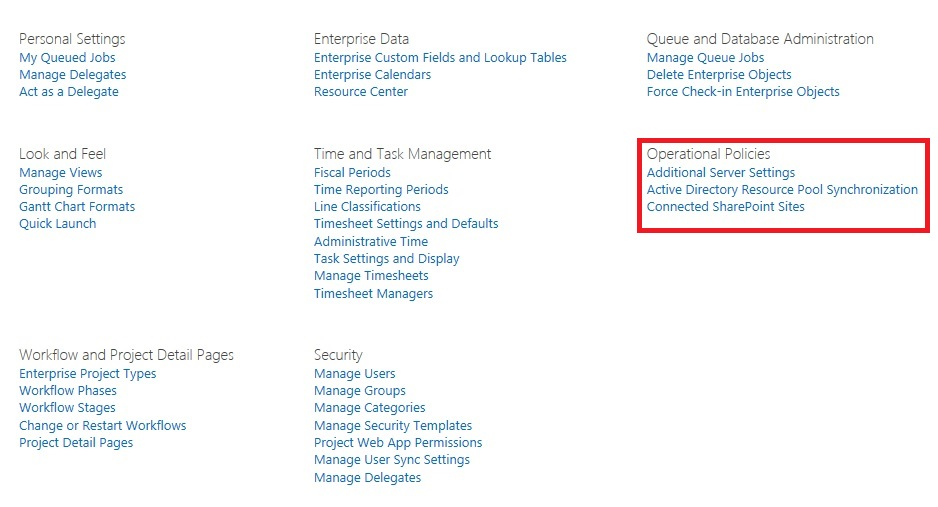 Personal Settings
My Queued Jobs
Manage Delegates
Act as a Delegate
Enterprise Data
Enterprise Custom Fields and Lookup Tables
Enterprise Calendars
Resource Center
Queue and Database Administration
Manage Queue Jobs
Delete Enterprise Objects
Force Check-in Enterprise Objects
Look and Feel
Manage Views
Grouping Formats
Gantt Chart Formats
Quick Launch
Time and Task Management
Fiscal Periods
Time Reporting Periods
Line Classifications
Timesheet Settings and Defaults
Administrative Time
Task Settings and Display
Manage Timesheets
Timesheet Managers
Operational Policies
Additional Server Settings
Active Directory Resource Pool Synchronization
Connected SharePoint Sites
Workflow and Project Detail Pages
Enterprise Project Types
Workflow Phases
Workflow Stages
Change or Restart Workflows
Project Detail Pages
Security
Manage Users
Manage Groups
Manage Categories
Manage Security Templates
Project Web App Permissions
Manage User Sync Settings
Manage Delegates